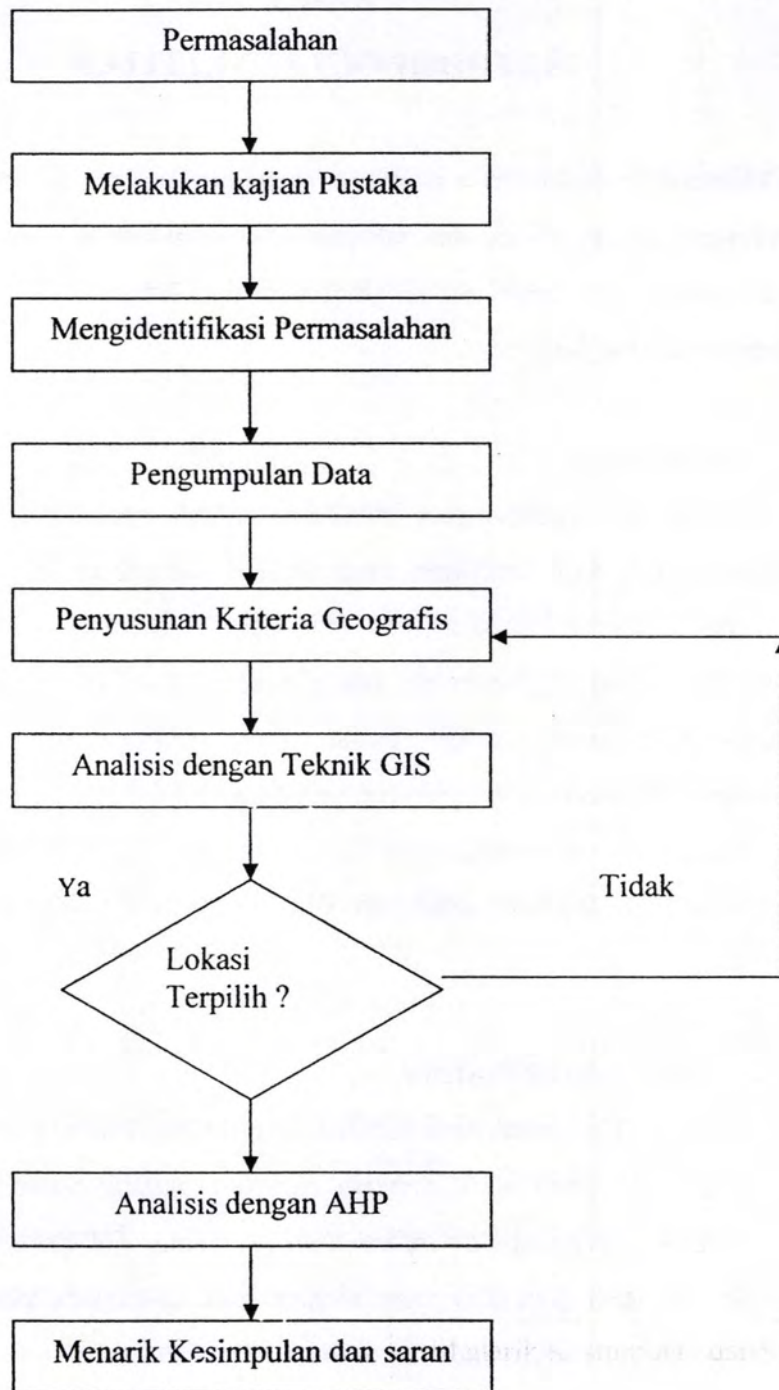 Permasalahan
Melakukan kajian Pustaka
Mengidentifikasi Permasalahan
Pengumpulan Data
Penyusunan Kriteria Geografis
Analisis dengan Teknik GIS
Ya
Tidak
Lokasi
Terpilih ?
Analisis dengan AHP
Menarik Kesimpulan dan saran